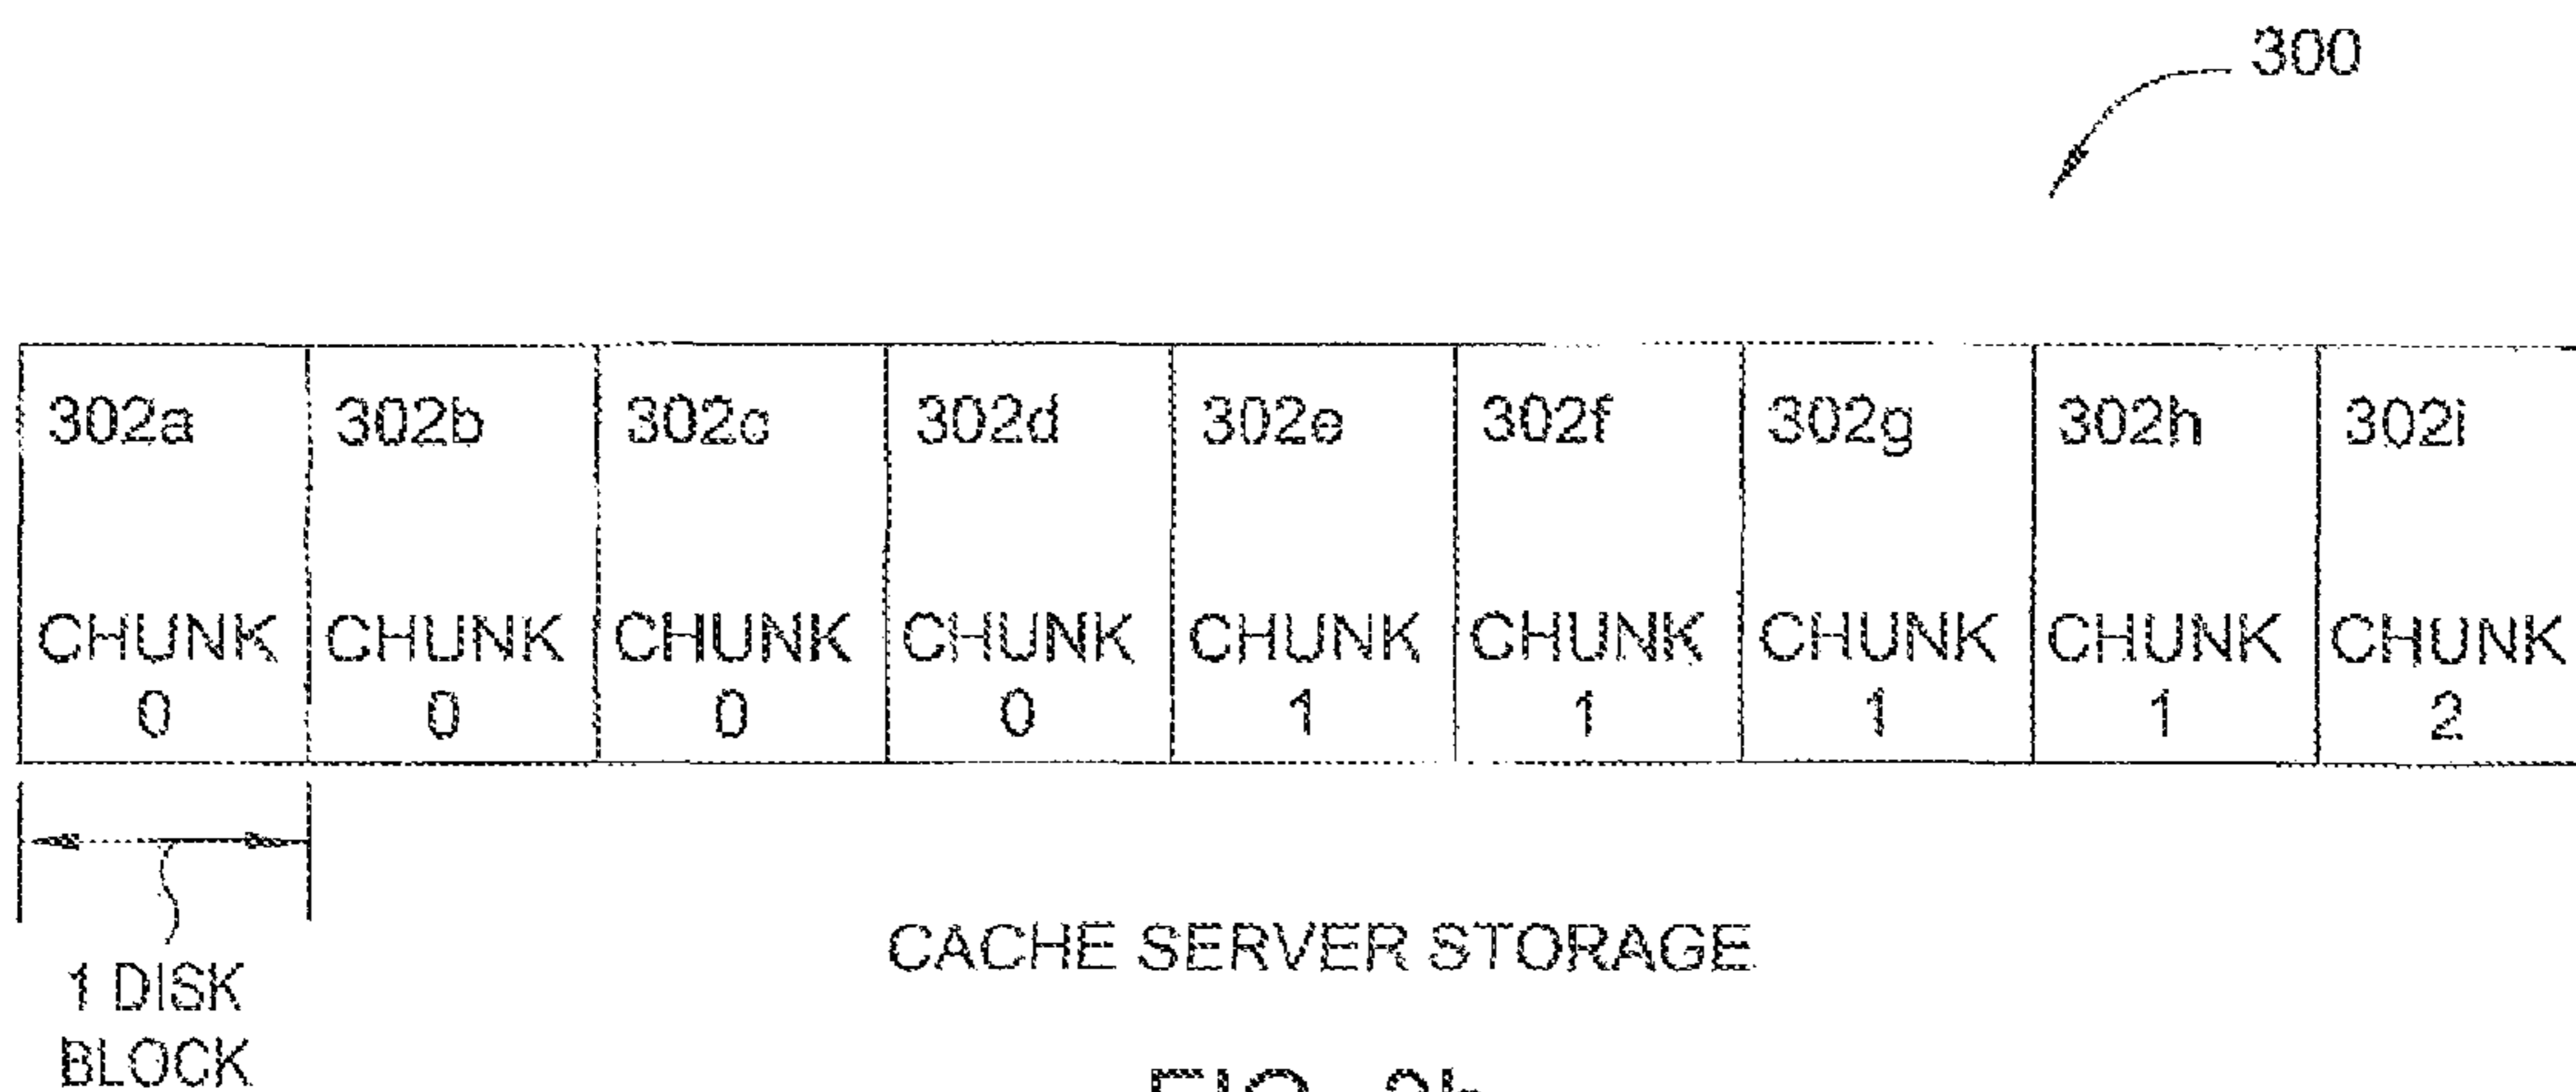 300
302a 302b 302c 302d 302e 302f 302g 302h 302i
CHUNK CHUNK CHUNK CHUNK CHUNK CHUNK CHUNK CHUNK CHUNK
0 0 0 0 1 1 1 1 2
1 DISK
BLOCK
CACHE SERVER STORAGE
FIG.